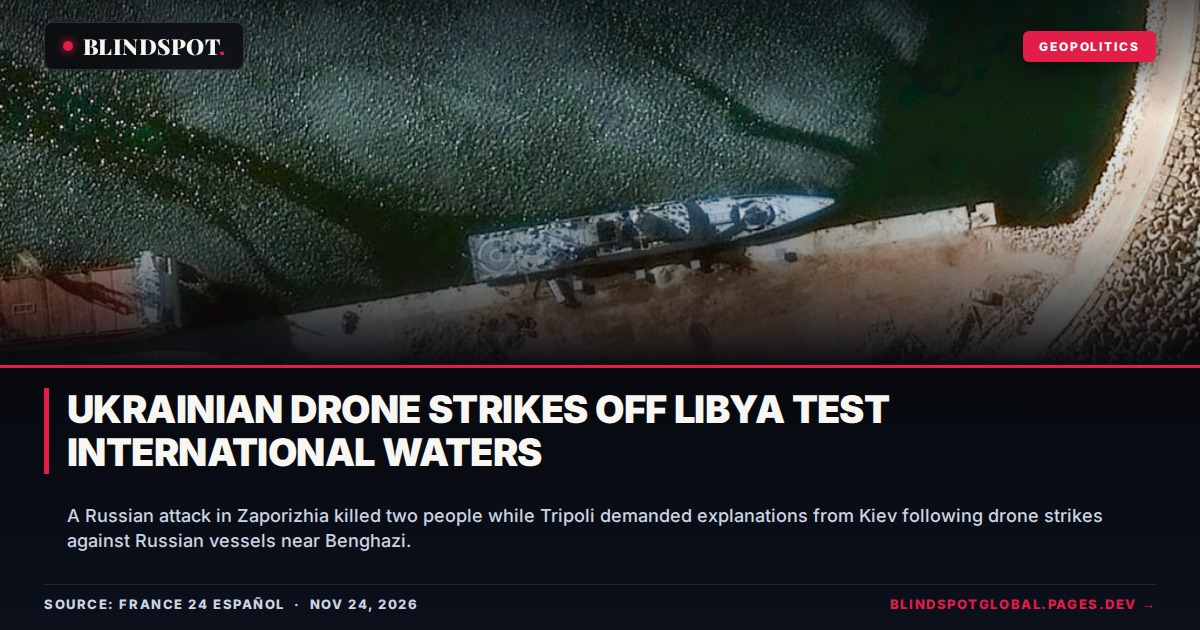 BLINDSPOT.
GEOPOLITICS
UKRAINIAN DRONE STRIKES OFF LIBYA TEST
INTERNATIONAL WATERS
A Russian attack in Zaporizhia killed two people while Tripoli demanded explanations from Kiev following drone strikes
against Russian vessels near Benghazi.
SOURCE: FRANCE 24 ESPAÑOL · NOV 24, 2026
BLINDSPOTGLOBAL.PAGES.DEV →